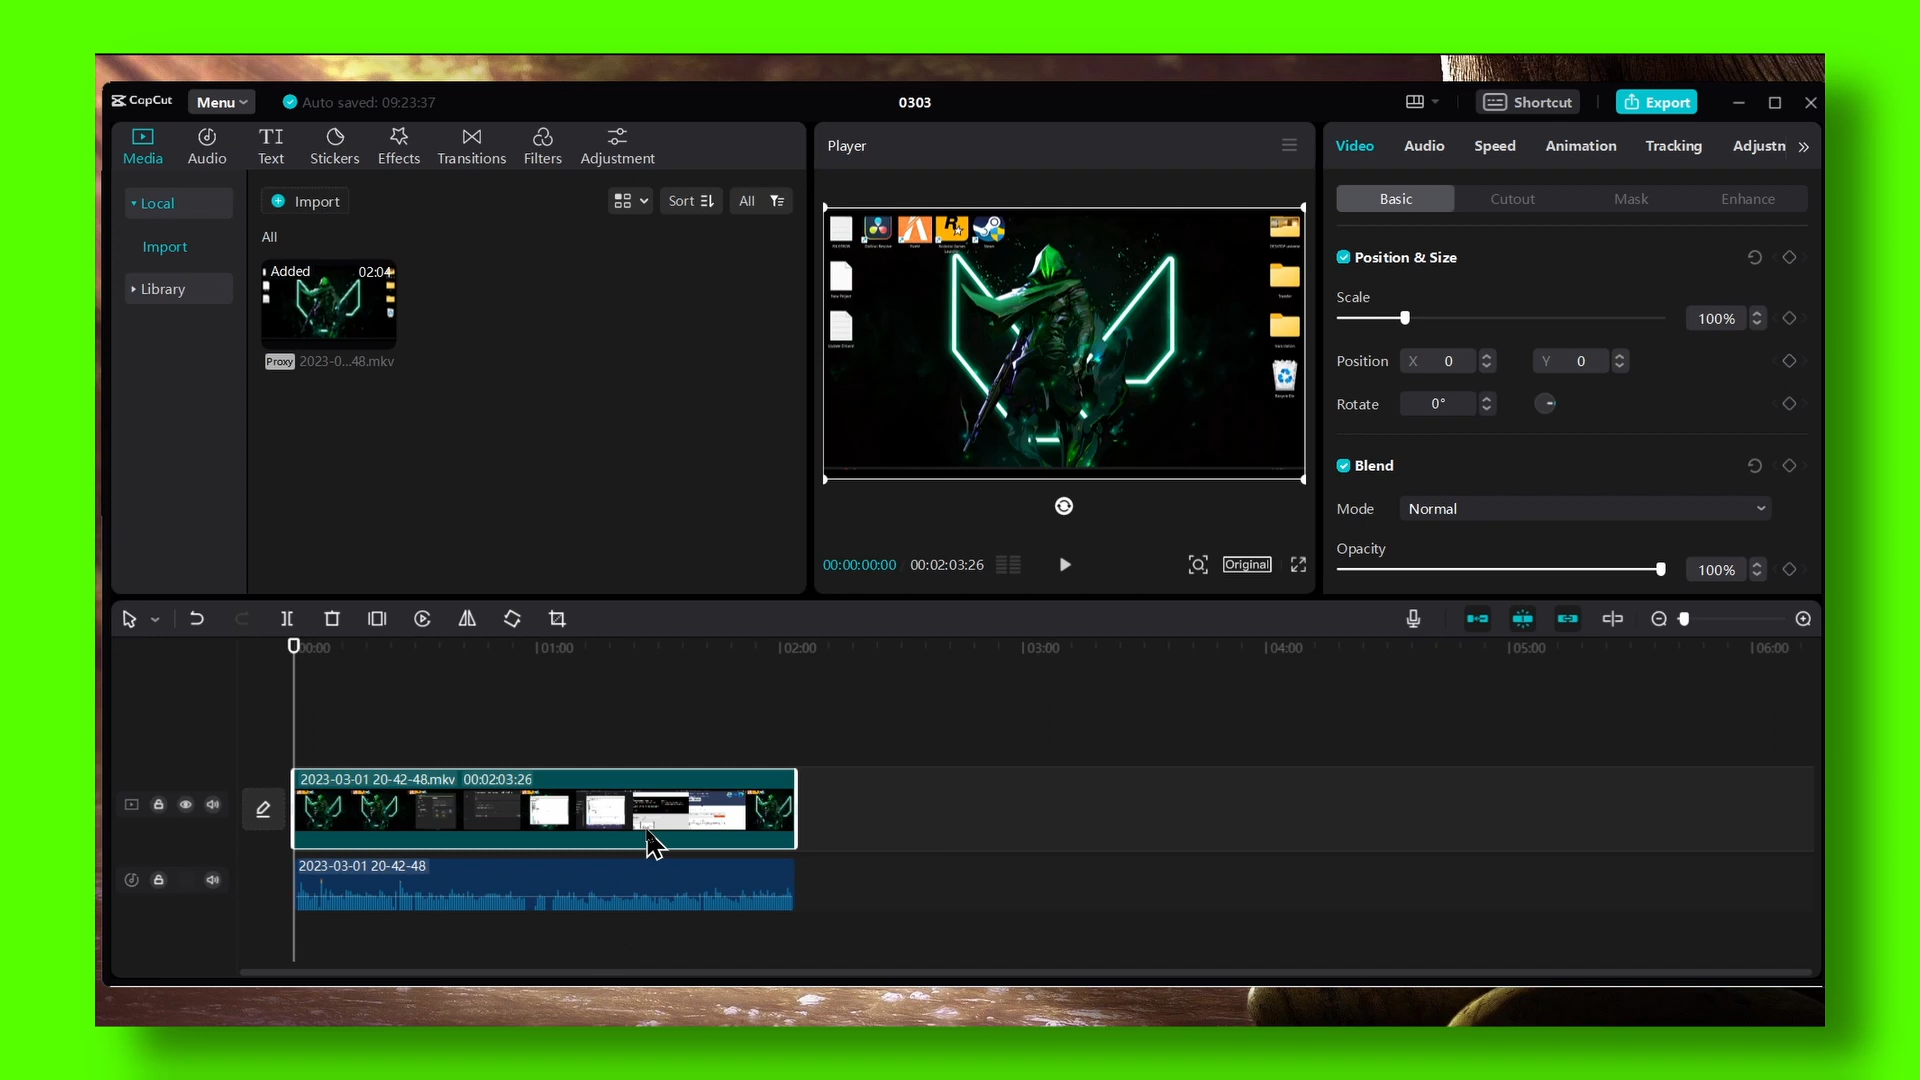 CapCut Menu Auto saved: 09:23:37 0303 Shortcut Export
Media Audio Text Stickers Effects Transitions Filters Adjustment
Player
Video Audio Speed Animation Tracking Adjustn
Local
Import
Library
Import
Sort
All
All
Added 02:04
Proxy 2023-0...48.mkv
00:00:00:00 / 00:02:03:26
Original
Basic Cutout Mask Enhance
Position & Size
Scale
100%
Position X 0 Y 0
Rotate 0°
Blend
Mode Normal
Opacity
100%
00:00 01:00 02:00 03:00 04:00 05:00 06:00
2023-03-01 20-42-48.mkv 00:02:03:26
2023-03-01 20-42-48